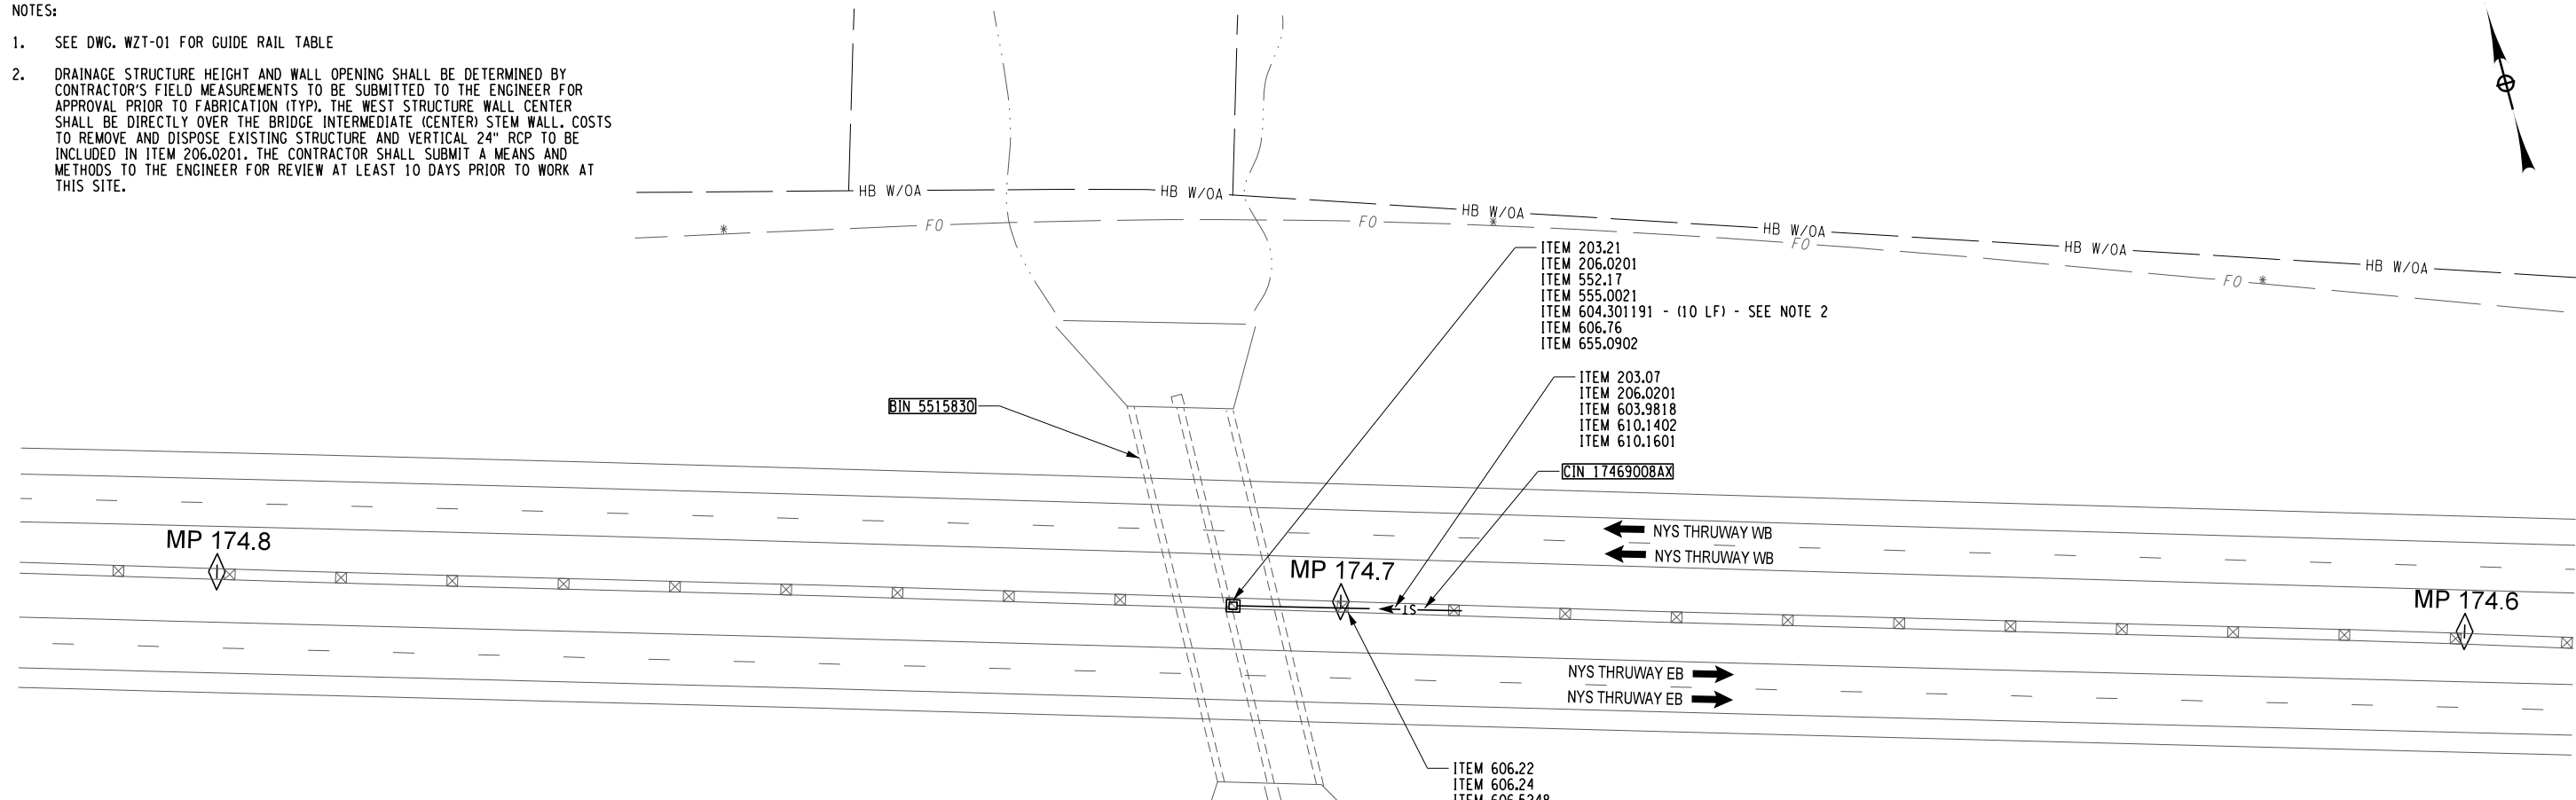 NOTES:
1. SEE DWG. WZT-01 FOR GUIDE RAIL TABLE
2. DRAINAGE STRUCTURE HEIGHT AND WALL OPENING SHALL BE DETERMINED BY
CONTRACTOR'S FIELD MEASUREMENTS TO BE SUBMITTED TO THE ENGINEER FOR
APPROVAL PRIOR TO FABRICATION (TYP). THE WEST STRUCTURE WALL CENTER
SHALL BE DIRECTLY OVER THE BRIDGE INTERMEDIATE (CENTER) STEM WALL. COSTS
TO REMOVE AND DISPOSE EXISTING STRUCTURE AND VERTICAL 24" RCP TO BE
INCLUDED IN ITEM 206.0201. THE CONTRACTOR SHALL SUBMIT A MEANS AND
METHODS TO THE ENGINEER FOR REVIEW AT LEAST 10 DAYS PRIOR TO WORK AT
THIS SITE.
HB W/OA
HB W/OA
HB W/OA
HB W/OA
HB W/OA
HB W/OA
FO
FO
FO
FO
ITEM 203.21
ITEM 206.0201
ITEM 552.17
ITEM 555.0021
ITEM 604.301191 - (10 LF) - SEE NOTE 2
ITEM 606.76
ITEM 655.0902
ITEM 203.07
ITEM 206.0201
ITEM 603.9818
ITEM 610.1402
ITEM 610.1601
BIN 5515830
CIN 17469008AX
NYS THRUWAY WB
NYS THRUWAY WB
MP 174.8
MP 174.7
MP 174.6
ST
NYS THRUWAY EB
NYS THRUWAY EB
ITEM 606.22
ITEM 606.24
ITEM 606.5248